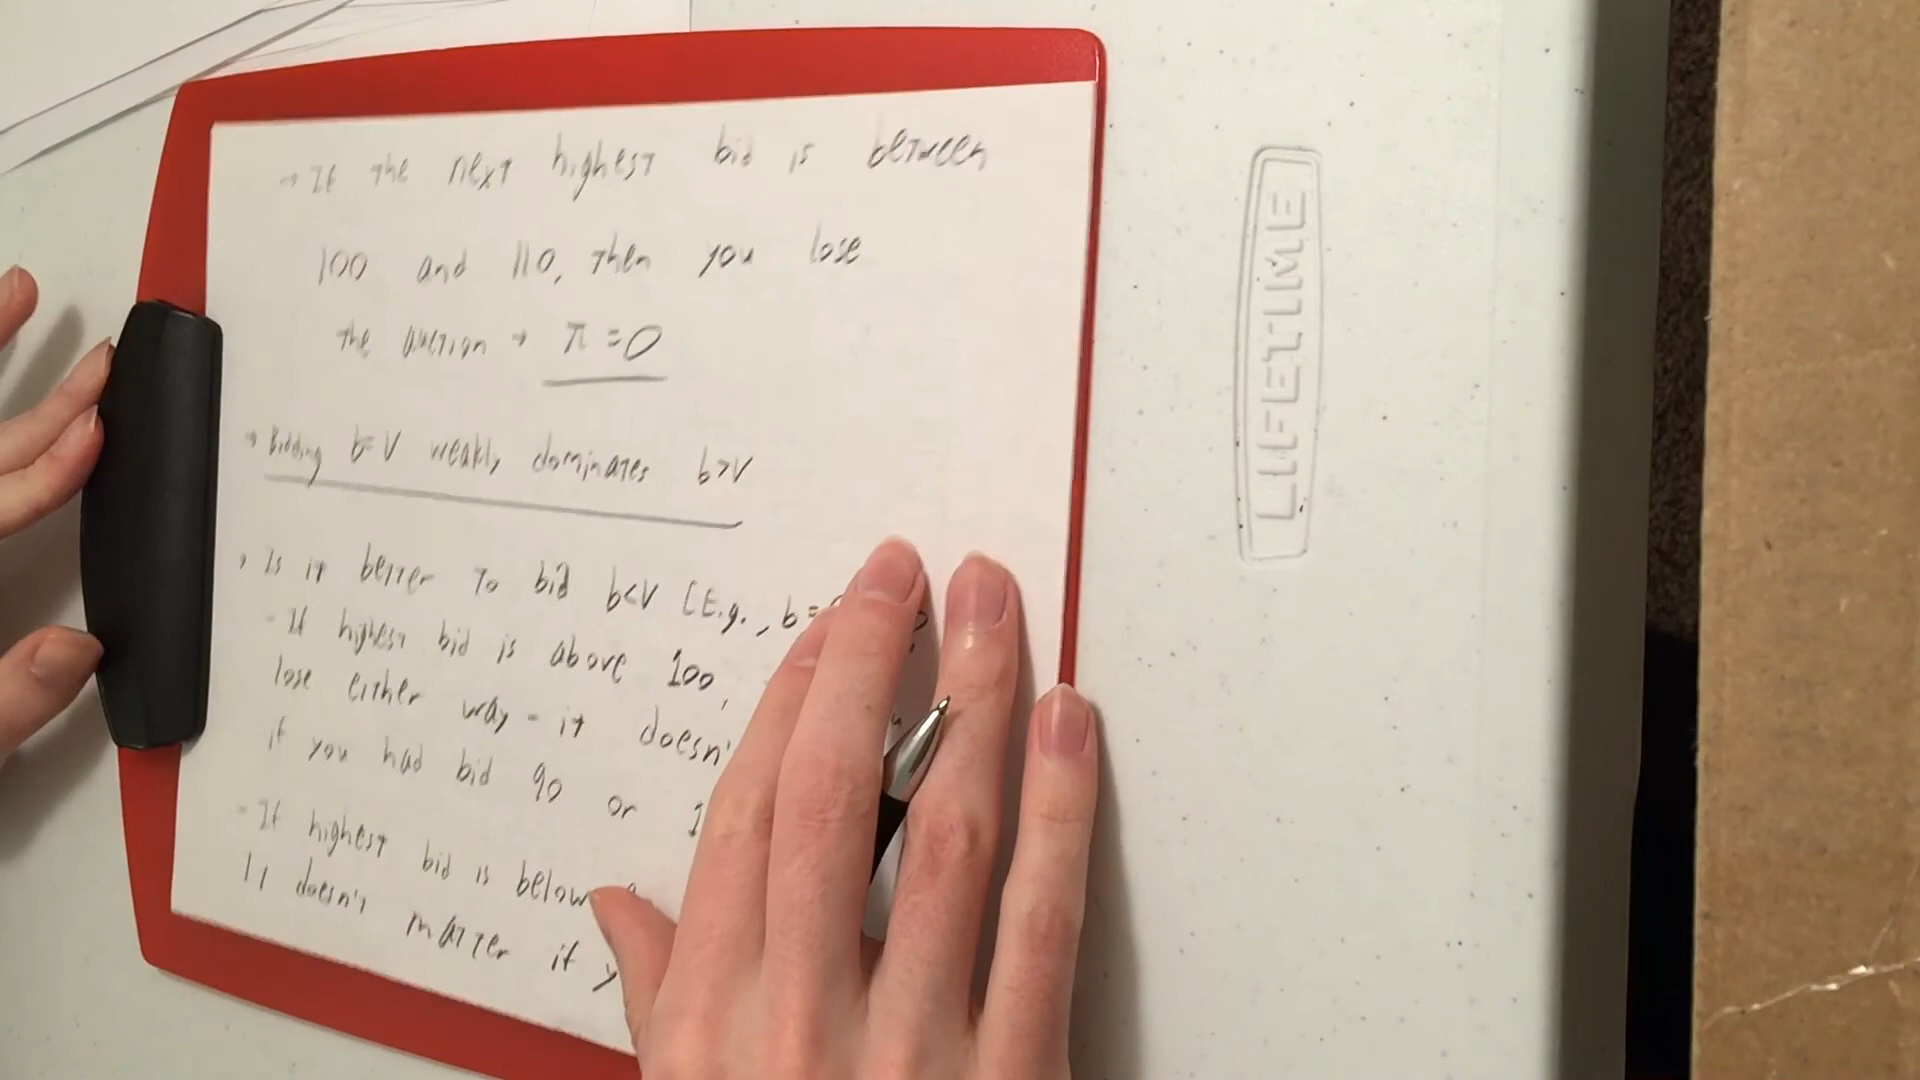 → If the next highest bid is between
100 and 110, then you lose
the auction → π = 0
→ Bidding b=V weakly dominates b>V
→ Is it better to bid b<V [E.g., b=
- If highest bid is above 100,
lose either way - it doesn'
if you had bid 90 or 1
- If highest bid is below
It doesn't matter if y
LIFETIME